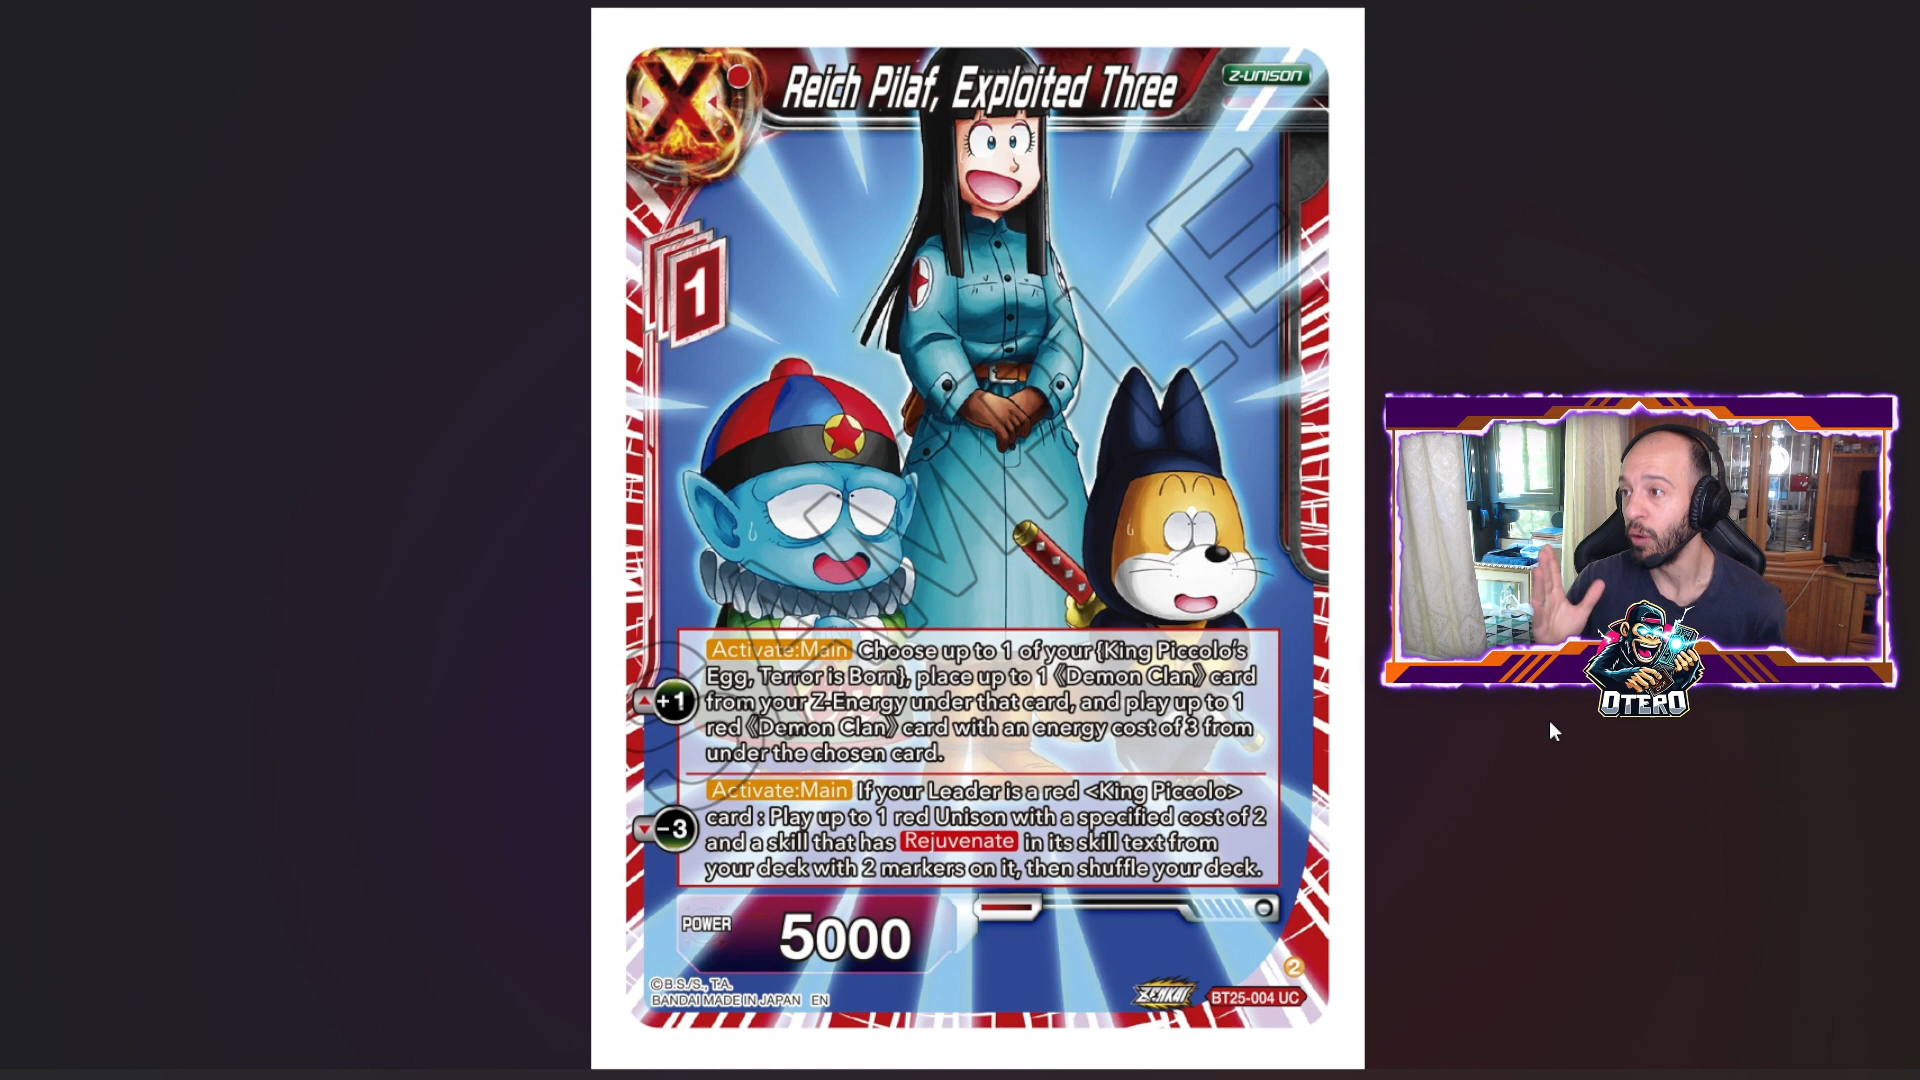 X
Reich Pilaf, Exploited Three
Z-UNISON
1
SAMPLE
+1
Activate:Main Choose up to 1 of your {King Piccolo's
Egg, Terror is Born}, place up to 1 《Demon Clan》 card
from your Z-Energy under that card, and play up to 1
red 《Demon Clan》 card with an energy cost of 3 from
under the chosen card.
-3
Activate:Main If your Leader is a red <King Piccolo>
card : Play up to 1 red Unison with a specified cost of 2
and a skill that has Rejuvenate in its skill text from
your deck with 2 markers on it, then shuffle your deck.
POWER 5000
2
©B.S./S., T.A.
BANDAI MADE IN JAPAN EN
ZENKAI
BT25-004 UC
OTERO